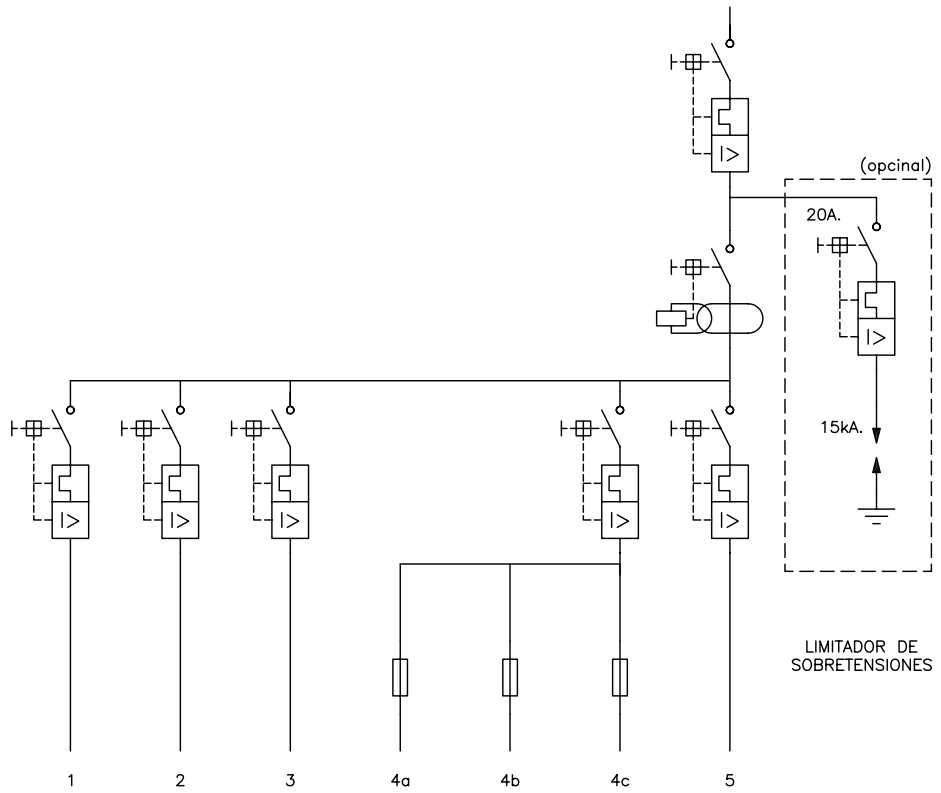 (opcinal)
20A.
15kA.
LIMITADOR DE
SOBRETENSIONES
I>
I>
I>
I>
I>
I>
I>
1 2 3 4a 4b 4c 5